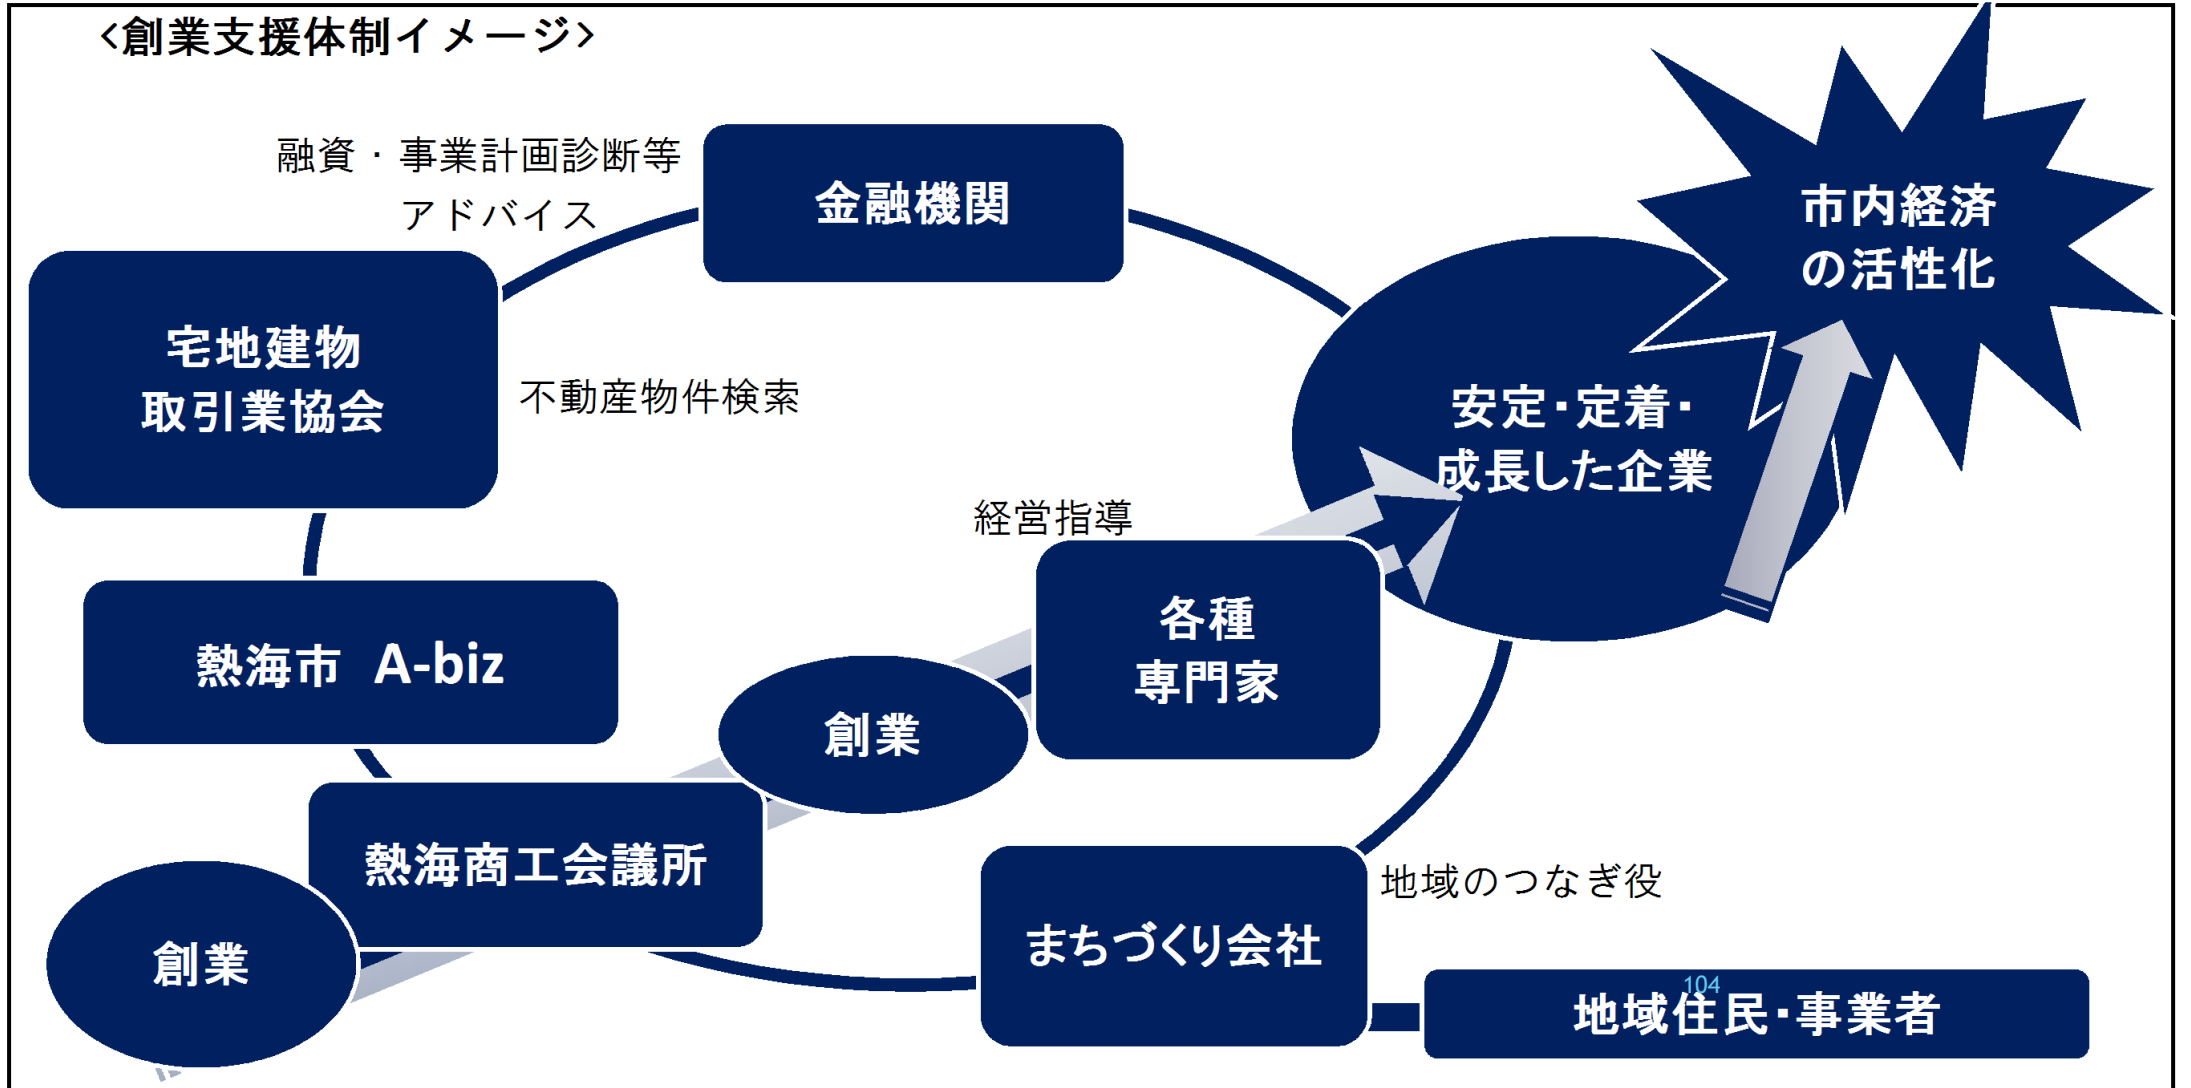 <創業支援体制イメージ>
融資・事業計画診断等
アドバイス
金融機関
市内経済
の活性化
宅地建物
取引業協会
不動産物件検索
安定・定着・
成長した企業
経営指導
各種
専門家
熱海市 A-biz
創業
熱海商工会議所
地域のつなぎ役
まちづくり会社
創業
104
地域住民・事業者